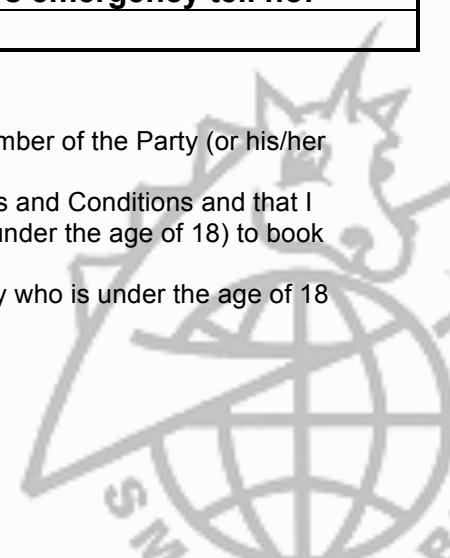 emergency tell no:
mber of the Party (or his/her
s and Conditions and that I
under the age of 18) to book
y who is under the age of 18
S M